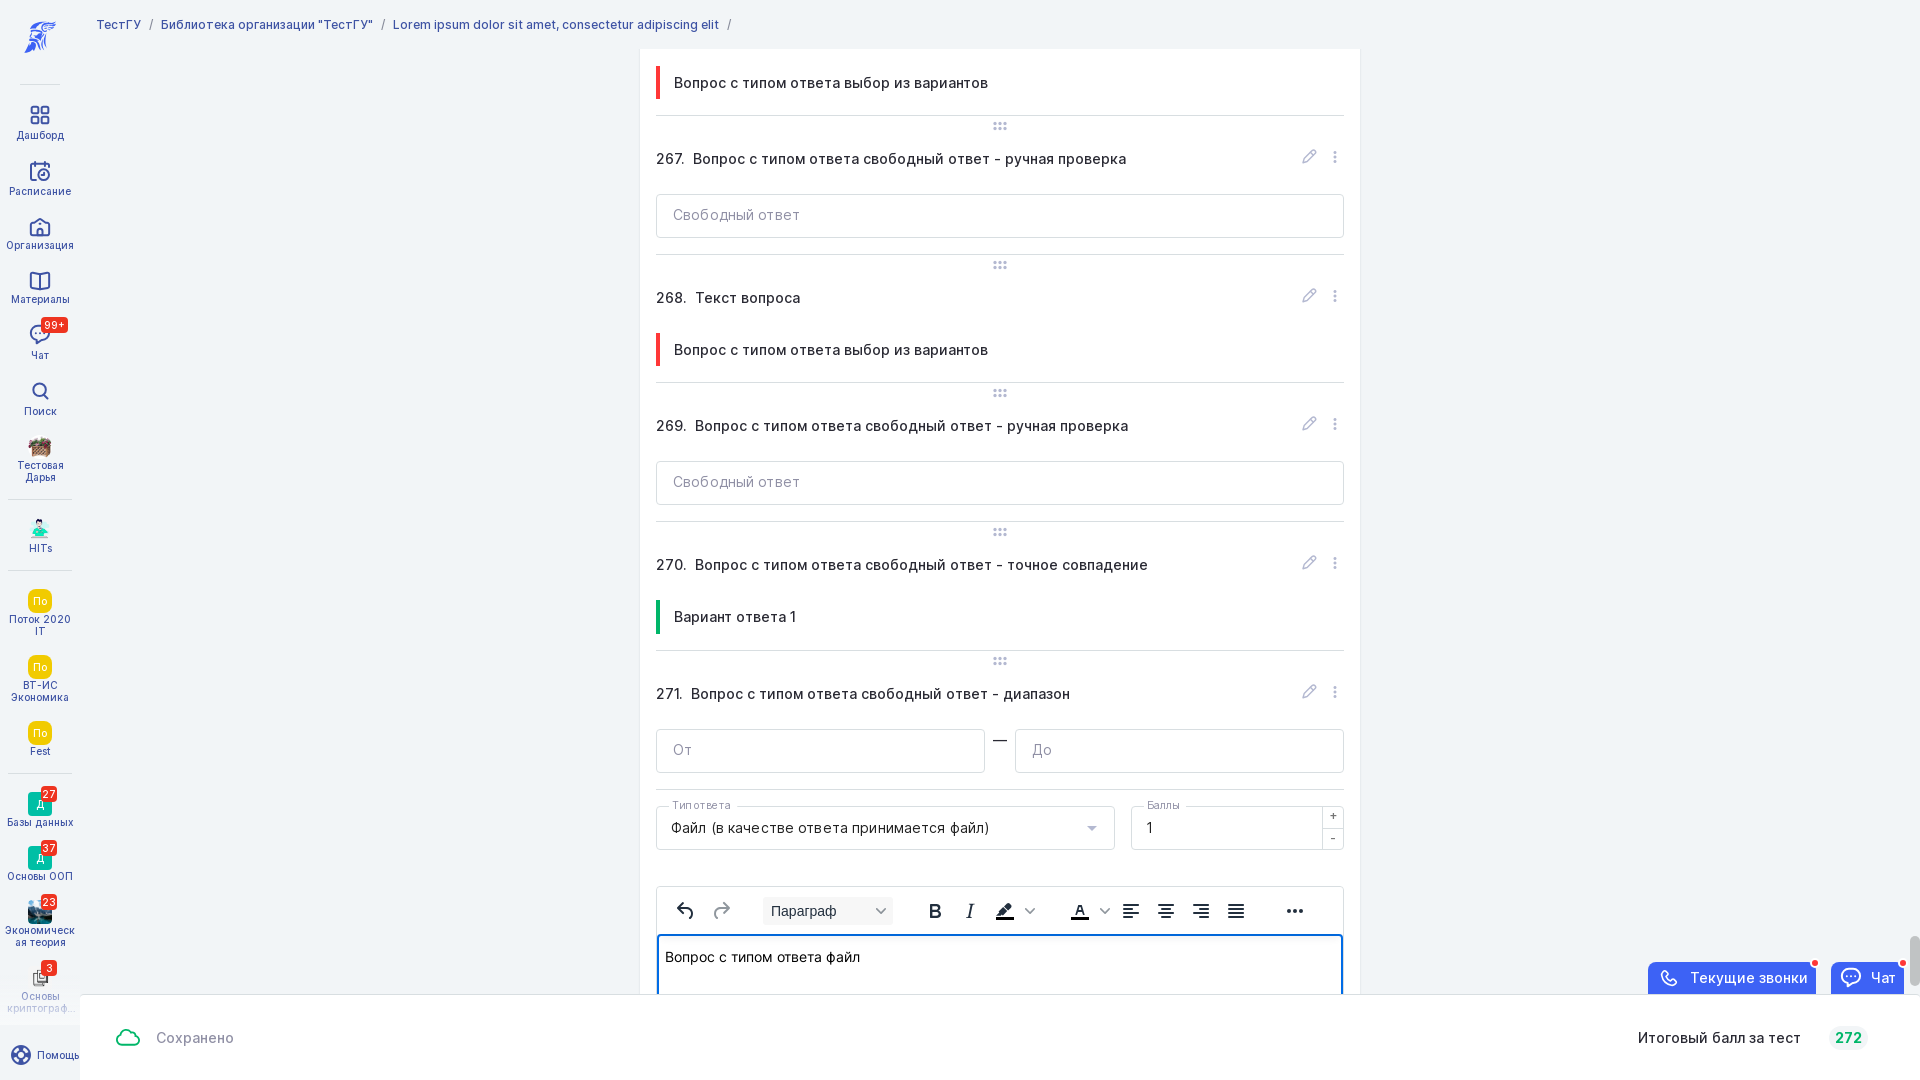 ТестГУ / Библиотека организации "ТестГУ" / Lorem ipsum dolor sit amet, consectetur adipiscing elit /
Дашборд
Расписание
Организация
Материалы
99+
Чат
Поиск
Тестовая
Дарья
HITs
По
Поток 2020
IT
По
ВТ-ИС
Экономика
По
Fest
27
Д
Базы данных
37
Д
Основы ООП
23
Экономическ
ая теория
3
Основы
криптограф...
Помощь
Вопрос с типом ответа выбор из вариантов
267. Вопрос с типом ответа свободный ответ - ручная проверка
Свободный ответ
268. Текст вопроса
Вопрос с типом ответа выбор из вариантов
269. Вопрос с типом ответа свободный ответ - ручная проверка
Свободный ответ
270. Вопрос с типом ответа свободный ответ - точное совпадение
Вариант ответа 1
271. Вопрос с типом ответа свободный ответ - диапазон
От — До
Тип ответа Баллы
Файл (в качестве ответа принимается файл) 1 + -
Параграф B I A
Вопрос с типом ответа файл
Текущие звонки Чат
Сохранено Итоговый балл за тест 272